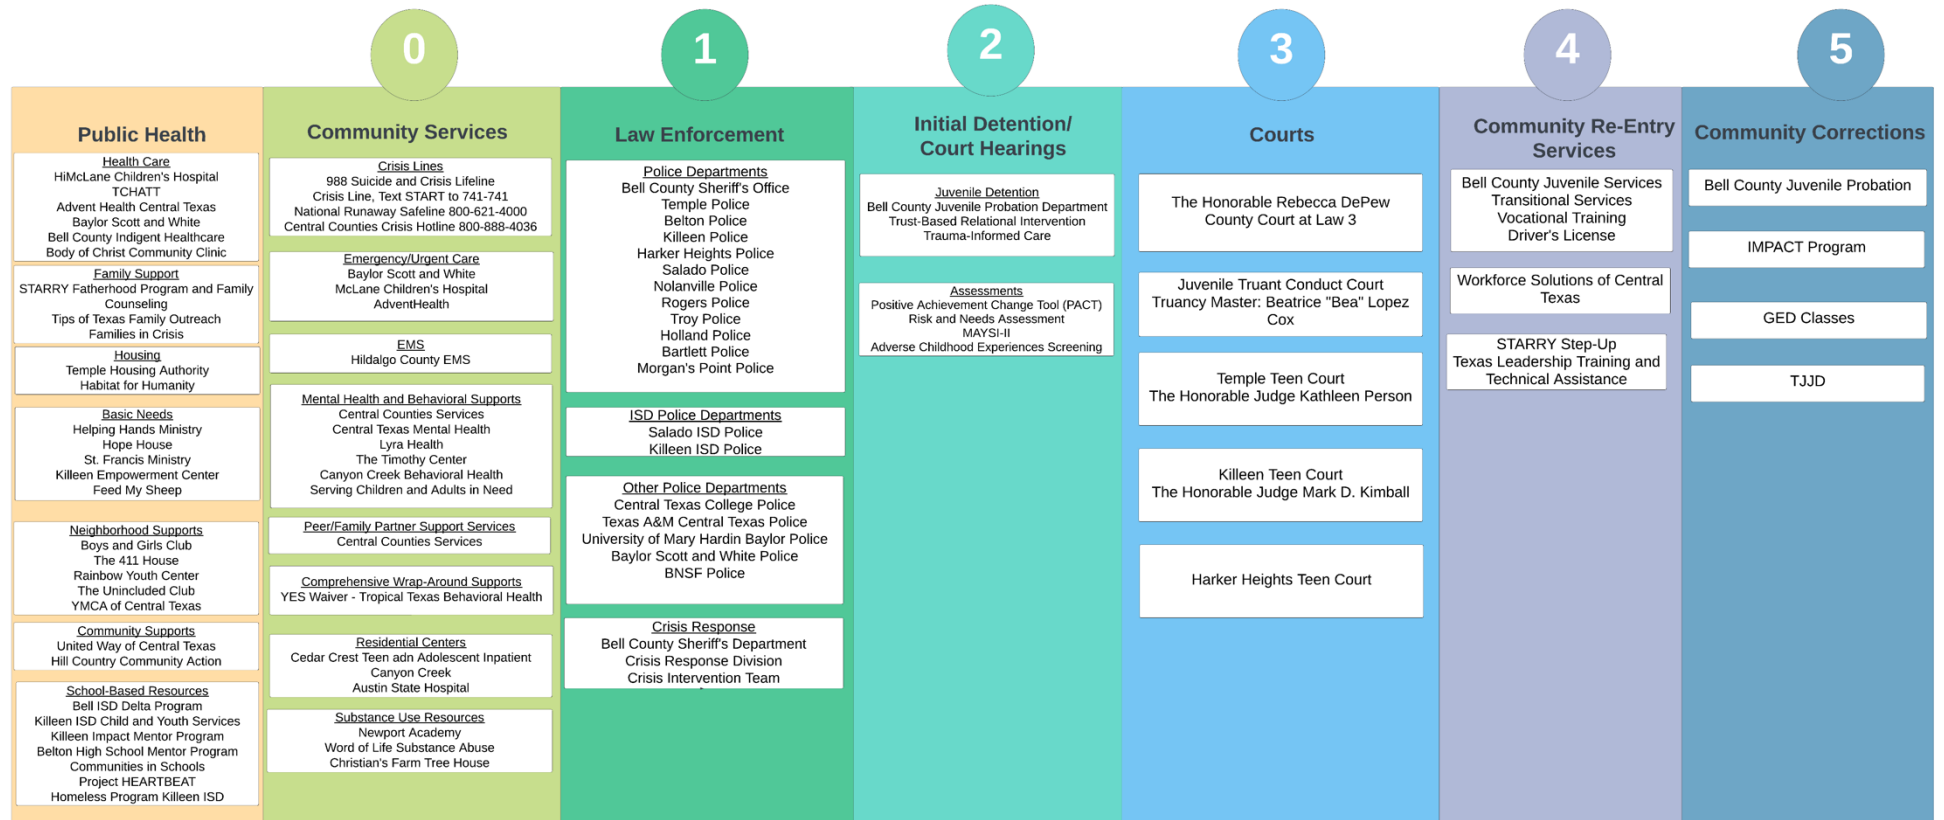 0
1
2
3
4
5
Public Health
Health Care
HiMcLane Children's Hospital
TCHATT
Advent Health Central Texas
Baylor Scott and White
Bell County Indigent Healthcare
Body of Christ Community Clinic
Family Support
STARRY Fatherhood Program and Family
Counseling
Tips of Texas Family Outreach
Families in Crisis
Housing
Temple Housing Authority
Habitat for Humanity
Basic Needs
Helping Hands Ministry
Hope House
St. Francis Ministry
Killeen Empowerment Center
Feed My Sheep
Neighborhood Supports
Boys and Girls Club
The 411 House
Rainbow Youth Center
The Unincluded Club
YMCA of Central Texas
Community Supports
United Way of Central Texas
Hill Country Community Action
School-Based Resources
Bell ISD Delta Program
Killeen ISD Child and Youth Services
Killeen Impact Mentor Program
Belton High School Mentor Program
Communities in Schools
Project HEARTBEAT
Homeless Program Killeen ISD
Community Services
Crisis Lines
988 Suicide and Crisis Lifeline
Crisis Line, Text START to 741-741
National Runaway Safeline 800-621-4000
Central Counties Crisis Hotline 800-888-4036
Emergency/Urgent Care
Baylor Scott and White
McLane Children's Hospital
AdventHealth
EMS
Hildalgo County EMS
Mental Health and Behavioral Supports
Central Counties Services
Central Texas Mental Health
Lyra Health
The Timothy Center
Canyon Creek Behavioral Health
Serving Children and Adults in Need
Peer/Family Partner Support Services
Central Counties Services
Comprehensive Wrap-Around Supports
YES Waiver - Tropical Texas Behavioral Health
Residential Centers
Cedar Crest Teen adn Adolescent Inpatient
Canyon Creek
Austin State Hospital
Substance Use Resources
Newport Academy
Word of Life Substance Abuse
Christian's Farm Tree House
Law Enforcement
Police Departments
Bell County Sheriff's Office
Temple Police
Belton Police
Killeen Police
Harker Heights Police
Salado Police
Nolanville Police
Rogers Police
Troy Police
Holland Police
Bartlett Police
Morgan's Point Police
ISD Police Departments
Salado ISD Police
Killeen ISD Police
Other Police Departments
Central Texas College Police
Texas A&M Central Texas Police
University of Mary Hardin Baylor Police
Baylor Scott and White Police
BNSF Police
Crisis Response
Bell County Sheriff's Department
Crisis Response Division
Crisis Intervention Team
Initial Detention/
Court Hearings
Juvenile Detention
Bell County Juvenile Probation Department
Trust-Based Relational Intervention
Trauma-Informed Care
Assessments
Positive Achievement Change Tool (PACT)
Risk and Needs Assessment
MAYSI-II
Adverse Childhood Experiences Screening
Courts
The Honorable Rebecca DePew
County Court at Law 3
Juvenile Truant Conduct Court
Truancy Master: Beatrice "Bea" Lopez
Cox
Temple Teen Court
The Honorable Judge Kathleen Person
Killeen Teen Court
The Honorable Judge Mark D. Kimball
Harker Heights Teen Court
Community Re-Entry
Services
Bell County Juvenile Services
Transitional Services
Vocational Training
Driver's License
Workforce Solutions of Central
Texas
STARRY Step-Up
Texas Leadership Training and
Technical Assistance
Community Corrections
Bell County Juvenile Probation
IMPACT Program
GED Classes
TJJD